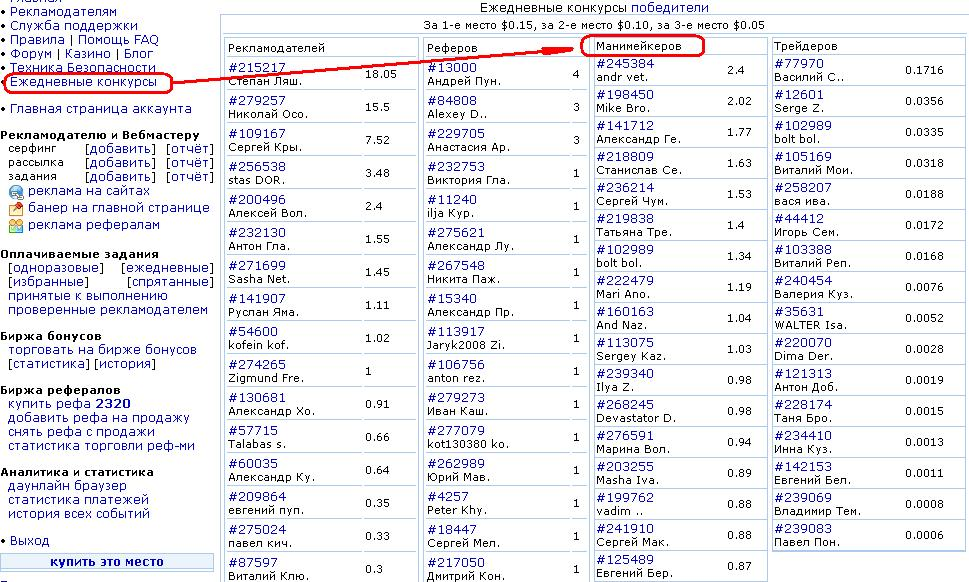 Главная
• Рекламодателям
• Служба поддержки
• Правила | Помощь FAQ
• Форум | Казино | Блог
• Техника Безопасности
• Ежедневные конкурсы
• Главная страница аккаунта
Рекламодателю и Вебмастеру
серфинг [добавить] [отчёт]
рассылка [добавить] [отчёт]
задания [добавить] [отчёт]
реклама на сайтах
банер на главной странице
реклама рефералам
Оплачиваемые задания
[одноразовые] [ежедневные]
[избранные] [спрятанные]
принятые к выполнению
проверенные рекламодателем
Биржа бонусов
торговать на бирже бонусов
[статистика] [история]
Биржа рефералов
купить рефа 2320
добавить рефа на продажу
снять рефа с продажи
статистика торговли реф-ми
Аналитика и статистика
даунлайн браузер
статистика платежей
история всех событий
• Выход
купить это место
Ежедневные конкурсы победители
За 1-е место $0.15, за 2-е место $0.10, за 3-е место $0.05
Рекламодателей
#215217
Степан Ляш. 18.05
#279257
Николай Осо. 15.5
#109167
Сергей Кры. 7.52
#256538
stas DOR. 3.48
#200496
Алексей Вол. 2.4
#232130
Антон Гла. 1.55
#271699
Sasha Net. 1.45
#141907
Руслан Яма. 1.11
#54600
kofein kof. 1.02
#274265
Zigmund Fre. 1
#130681
Александр Хо. 0.91
#57715
Talabas s. 0.66
#60035
Александр Ку. 0.64
#209864
евгений пуп. 0.35
#275024
павел кич. 0.33
#87597
Виталий Клю. 0.3
Реферов
#13000
Андрей Пун. 4
#84808
Alexey D.. 3
#229705
Анастасия Ар. 3
#232753
Виктория Гла. 1
#11240
ilja Кур. 1
#275621
Александр Лу. 1
#267548
Никита Паж. 1
#15340
Александр Пр. 1
#113917
Jaryk2008 Zi. 1
#106756
anton rez. 1
#279273
Иван Каш. 1
#277079
kot130380 ko. 1
#262989
Юрий Мав. 1
#4257
Peter Khy. 1
#18447
Сергей Мел. 1
#217050
Дмитрий Кон. 1
Манимейкеров
#245384
andr vet. 2.4
#198450
Mike Bro. 2.02
#141712
Александр Ге. 1.77
#218809
Станислав Се. 1.63
#236214
Сергей Чум. 1.53
#219838
Татьяна Тре. 1.4
#102989
bolt bol. 1.34
#222479
Mari Ano. 1.19
#160163
And Naz. 1.04
#113075
Sergey Kaz. 1.03
#239340
Ilya Z. 0.98
#268245
Devastator D. 0.98
#276591
Марина Вол. 0.94
#203255
Masha Iva. 0.89
#199762
vadim .. 0.88
#241910
Сергей Мак. 0.88
#125489
Евгений Бер. 0.87
Трейдеров
#77970
Василий С.. 0.1716
#12601
Serge Z. 0.0356
#102989
bolt bol. 0.0335
#105169
Виталий Мои. 0.0318
#258207
вася ива. 0.0188
#44412
Игорь Сем. 0.0172
#103388
Виталий Реп. 0.0168
#240454
Валерия Куз. 0.0076
#35631
WALTER Isa. 0.0052
#220070
Dima Der. 0.0028
#121313
Антон Доб. 0.0019
#228174
Таня Бро. 0.0015
#234410
Инна Куз. 0.0013
#142153
Евгений Бел. 0.0011
#239069
Владимир Тем. 0.0008
#239083
Павел Пон. 0.0006